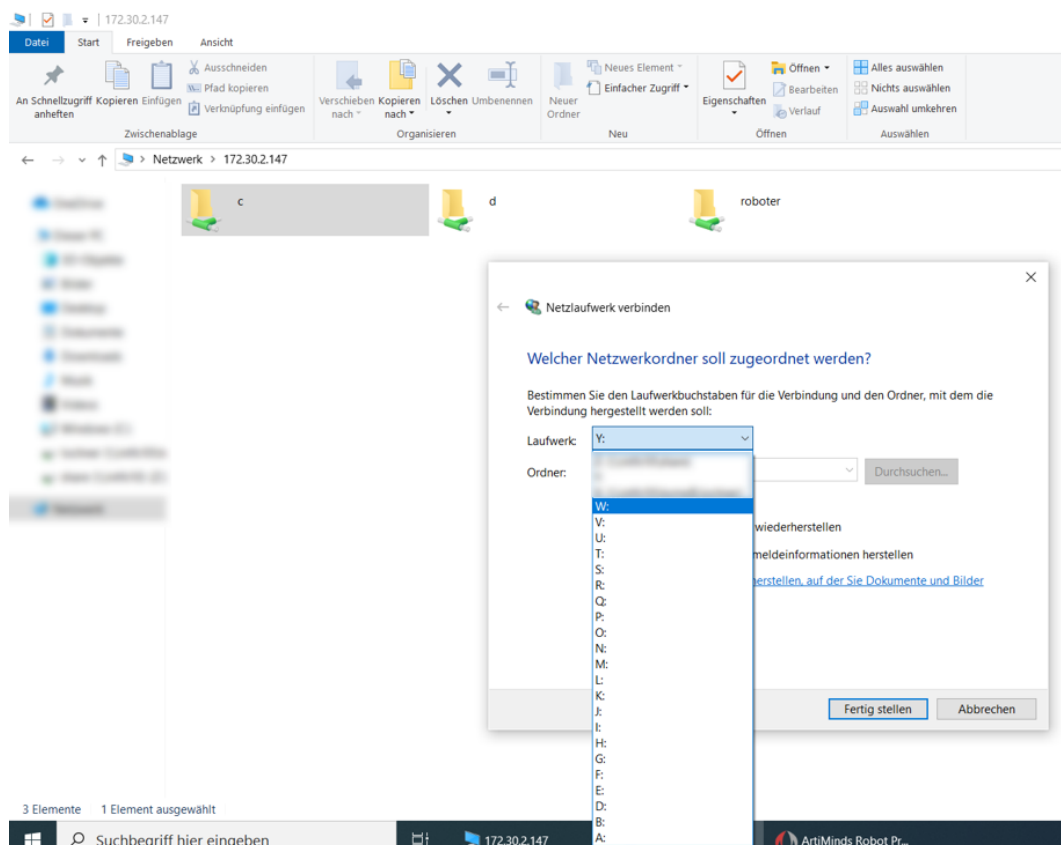 172.30.2.147
Datei Start Freigeben Ansicht
An Schnellzugriff anheften
Kopieren
Einfügen
Ausschneiden
Pfad kopieren
Verknüpfung einfügen
Zwischenablage
Verschieben nach
Kopieren nach
Löschen
Umbenennen
Organisieren
Neuer Ordner
Neues Element
Einfacher Zugriff
Neu
Eigenschaften
Öffnen
Bearbeiten
Verlauf
Öffnen
Alles auswählen
Nichts auswählen
Auswahl umkehren
Auswählen
Netzwerk > 172.30.2.147
c
d
roboter
Netzlaufwerk verbinden
Welcher Netzwerkordner soll zugeordnet werden?
Bestimmen Sie den Laufwerkbuchstaben für die Verbindung und den Ordner, mit dem die
Verbindung hergestellt werden soll:
Laufwerk: Y:
Ordner:
Durchsuchen...
W:
V:
wiederherstellen
U:
T:
meldeinformationen herstellen
S:
R:
herstellen, auf der Sie Dokumente und Bilder
Q:
P:
O:
N:
M:
L:
K:
J:
I:
H:
G:
F:
E:
D:
B:
A:
Fertig stellen
Abbrechen
3 Elemente 1 Element ausgewählt
Suchbegriff hier eingeben
172.30.2.147
ArtiMinds Robot Pr...